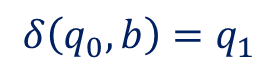 δ(q₀, b) = q₁